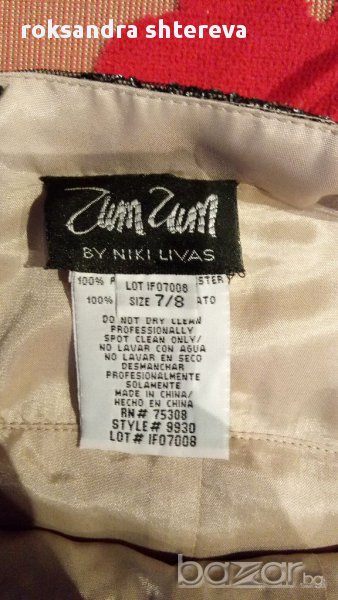 roksandra shtereva
Zum Zum
BY NIKI LIVAS
100% STER
LOT IF07008
100% SIZE 7/8 ATO
DO NOT DRY CLEAN
PROFESSIONALLY
SPOT CLEAN ONLY/
NO LAVAR CON AGUA
NO LAVAR EN SECO
DESMANCHAR
PROFESIONALMENTE
SOLAMENTE
MADE IN CHINA/
HECHO EN CHINA
RN# 75308
STYLE# 9930
LOT# IF07008
bazar.bg